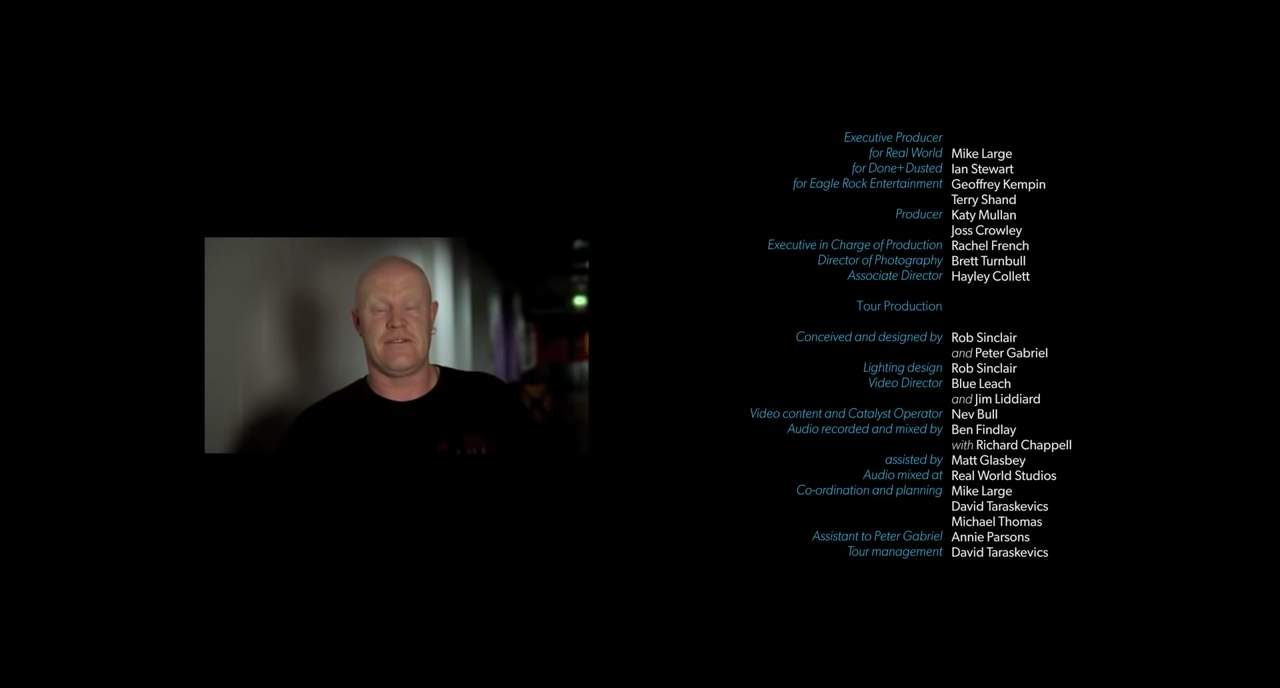 Executive Producer
for Real World Mike Large
for Done+Dusted Ian Stewart
for Eagle Rock Entertainment Geoffrey Kempin
Terry Shand
Producer Katy Mullan
Joss Crowley
Executive in Charge of Production Rachel French
Director of Photography Brett Turnbull
Associate Director Hayley Collett
Tour Production
Conceived and designed by Rob Sinclair
and Peter Gabriel
Lighting design Rob Sinclair
Video Director Blue Leach
and Jim Liddiard
Video content and Catalyst Operator Nev Bull
Audio recorded and mixed by Ben Findlay
with Richard Chappell
assisted by Matt Glasbey
Audio mixed at Real World Studios
Co-ordination and planning Mike Large
David Taraskevics
Michael Thomas
Assistant to Peter Gabriel Annie Parsons
Tour management David Taraskevics